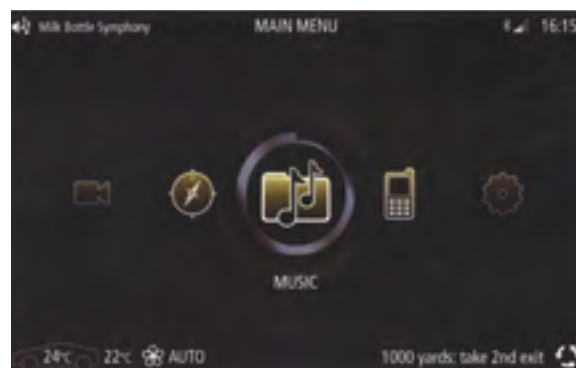 Milk Bottle Symphony
MAIN MENU
16:15
MUSIC
24°C
22°C
AUTO
1000 yards: take 2nd exit